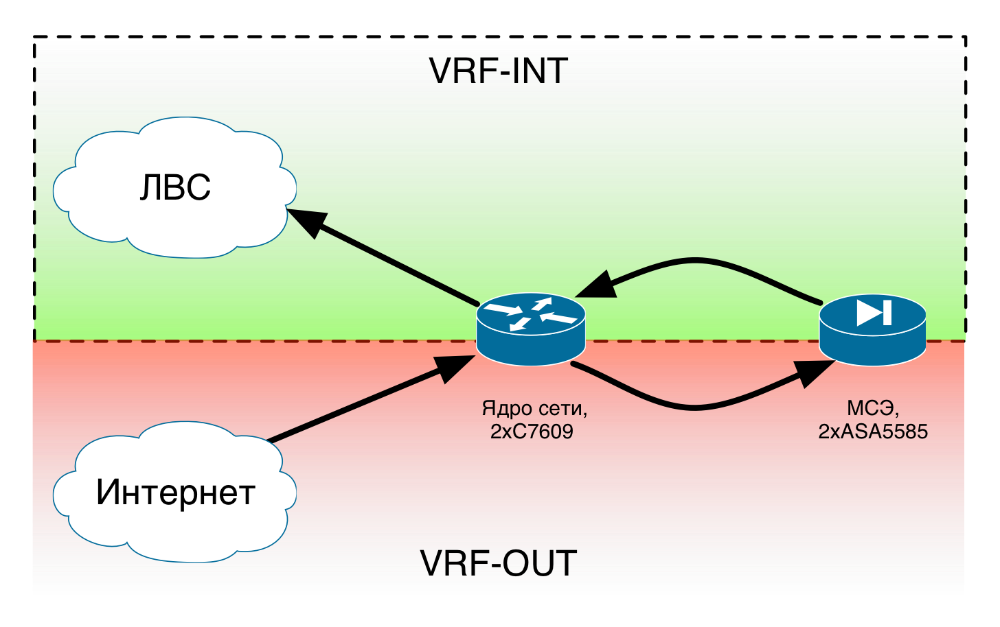 VRF-INT
ЛВС
Ядро сети,
2xC7609
МСЭ,
2xASA5585
Интернет
VRF-OUT